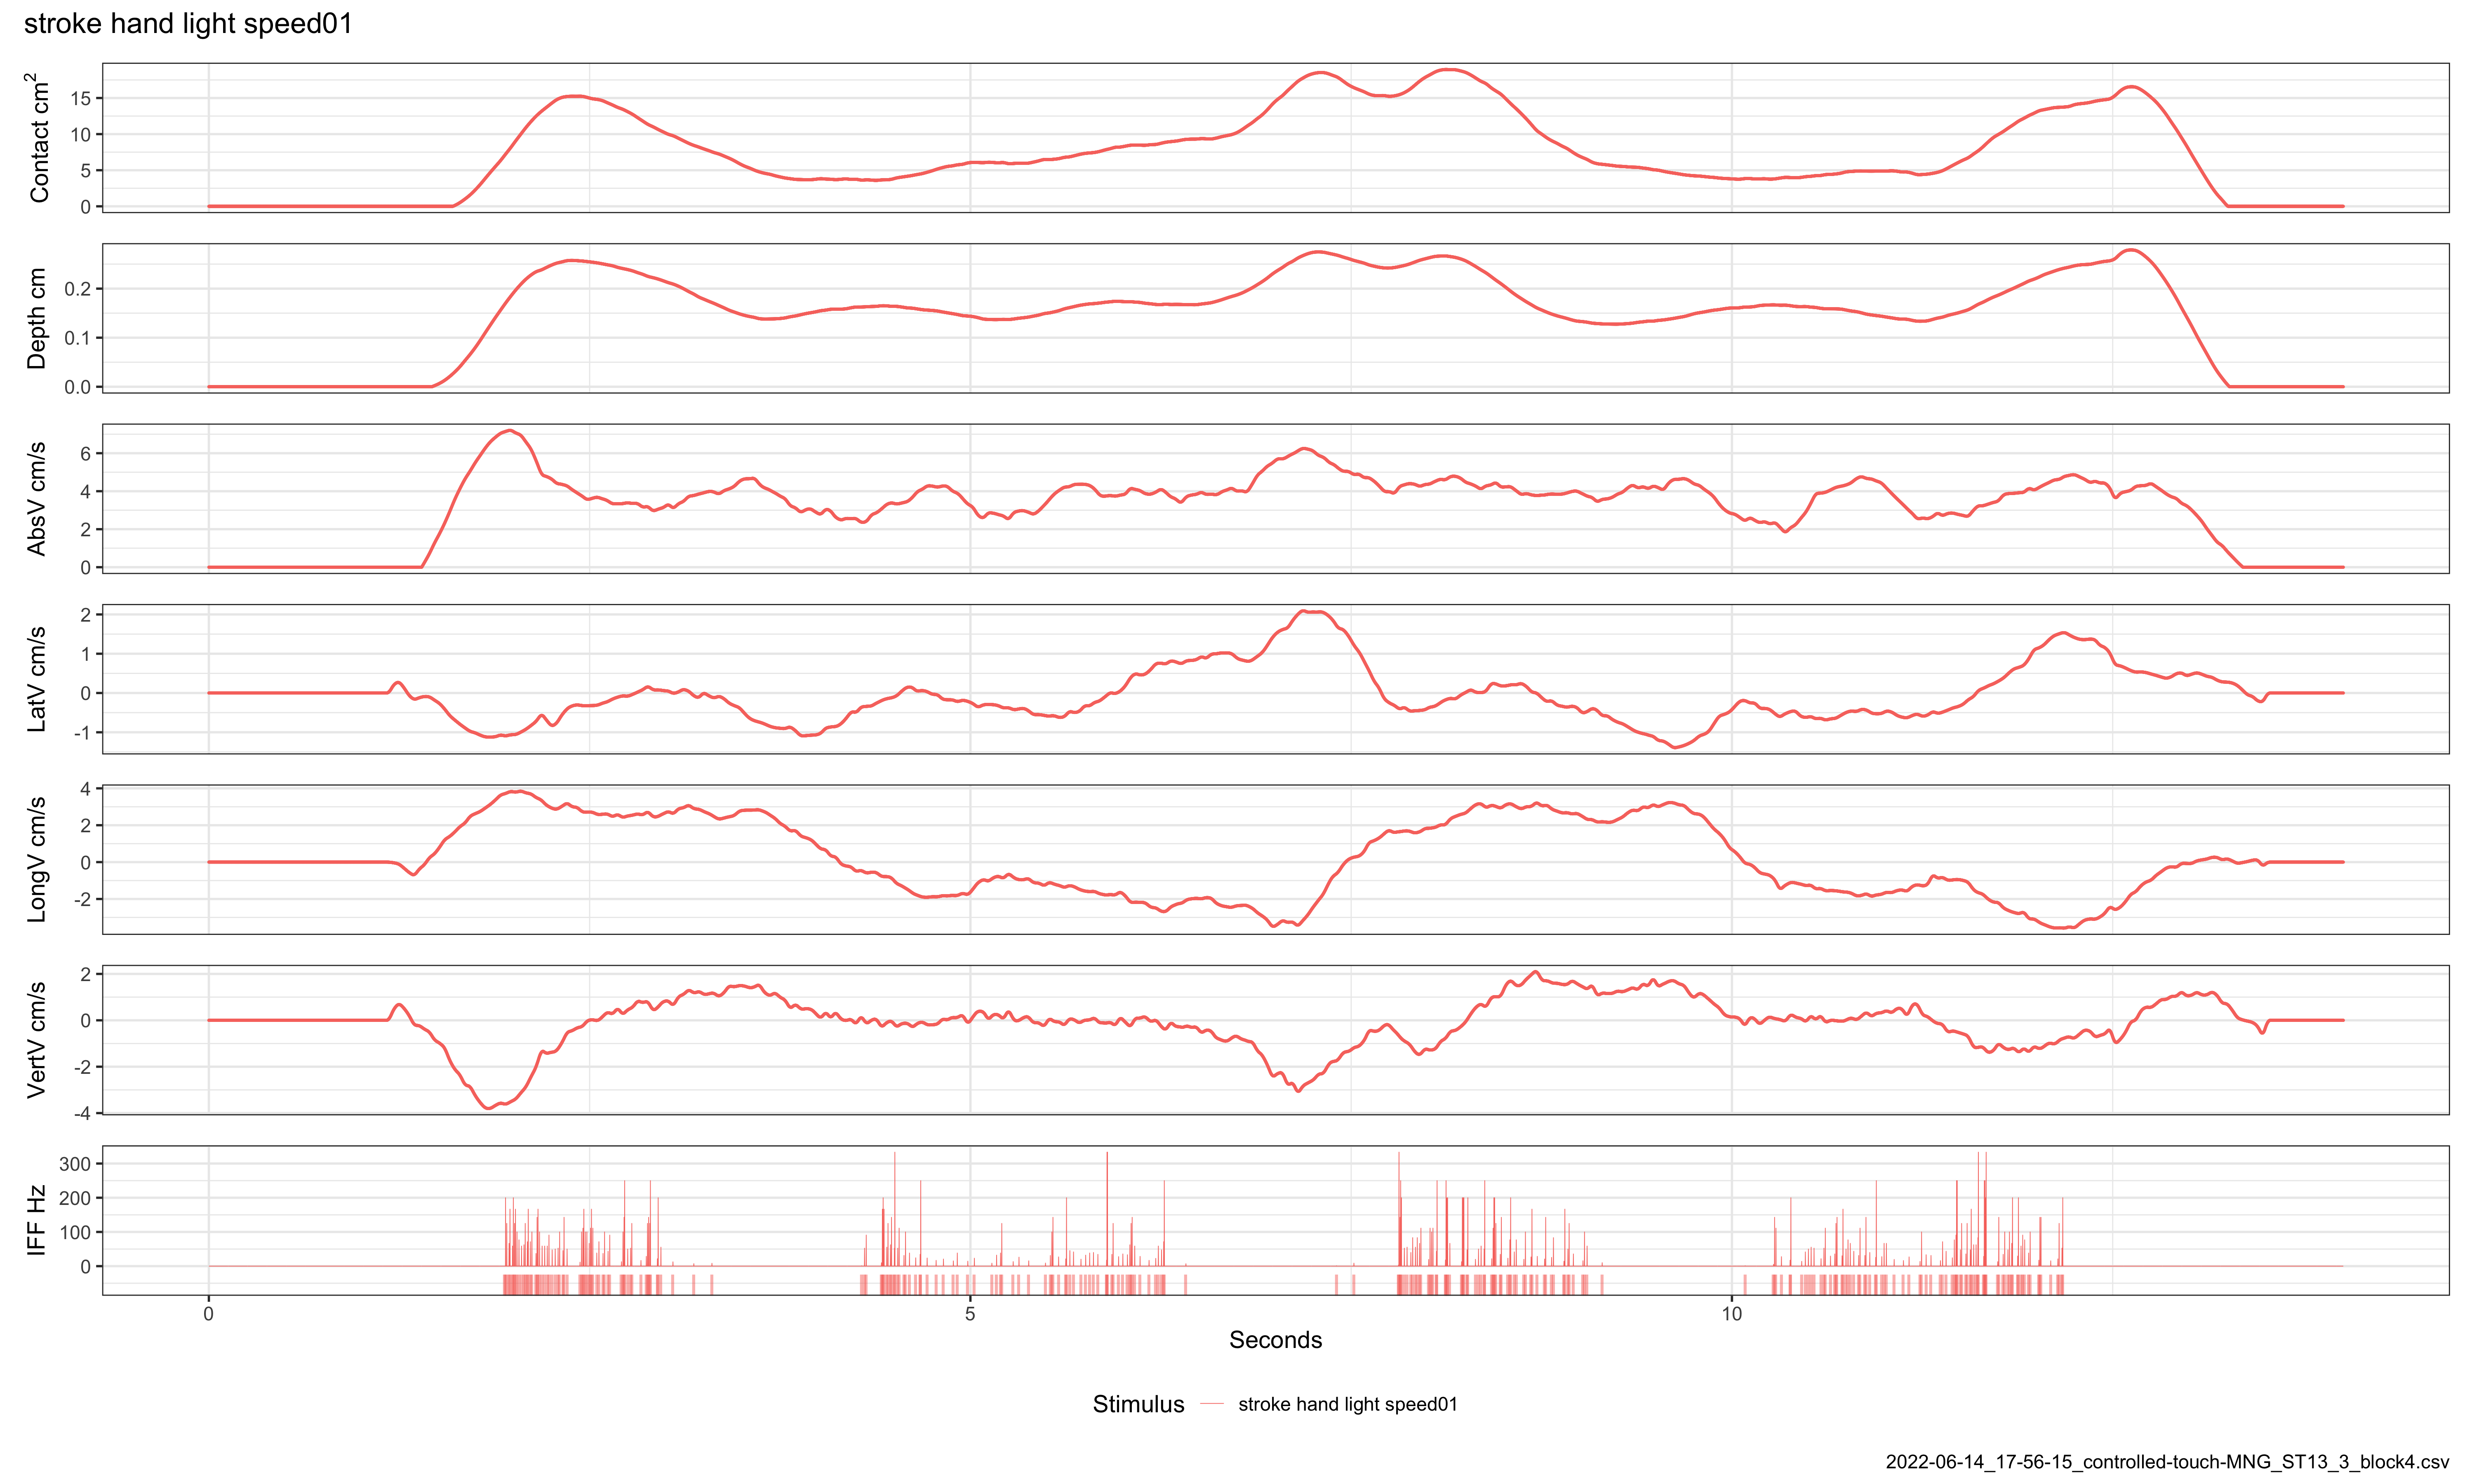 stroke hand light speed01
Contact cm2
15
10
5
0
Depth cm
0.2
0.1
0.0
AbsV cm/s
6
4
2
0
LatV cm/s
2
1
0
-1
LongV cm/s
4
2
0
-2
VertV cm/s
2
0
-2
-4
IFF Hz
300
200
100
0
0 5 10
Seconds
Stimulus stroke hand light speed01
2022-06-14_17-56-15_controlled-touch-MNG_ST13_3_block4.csv